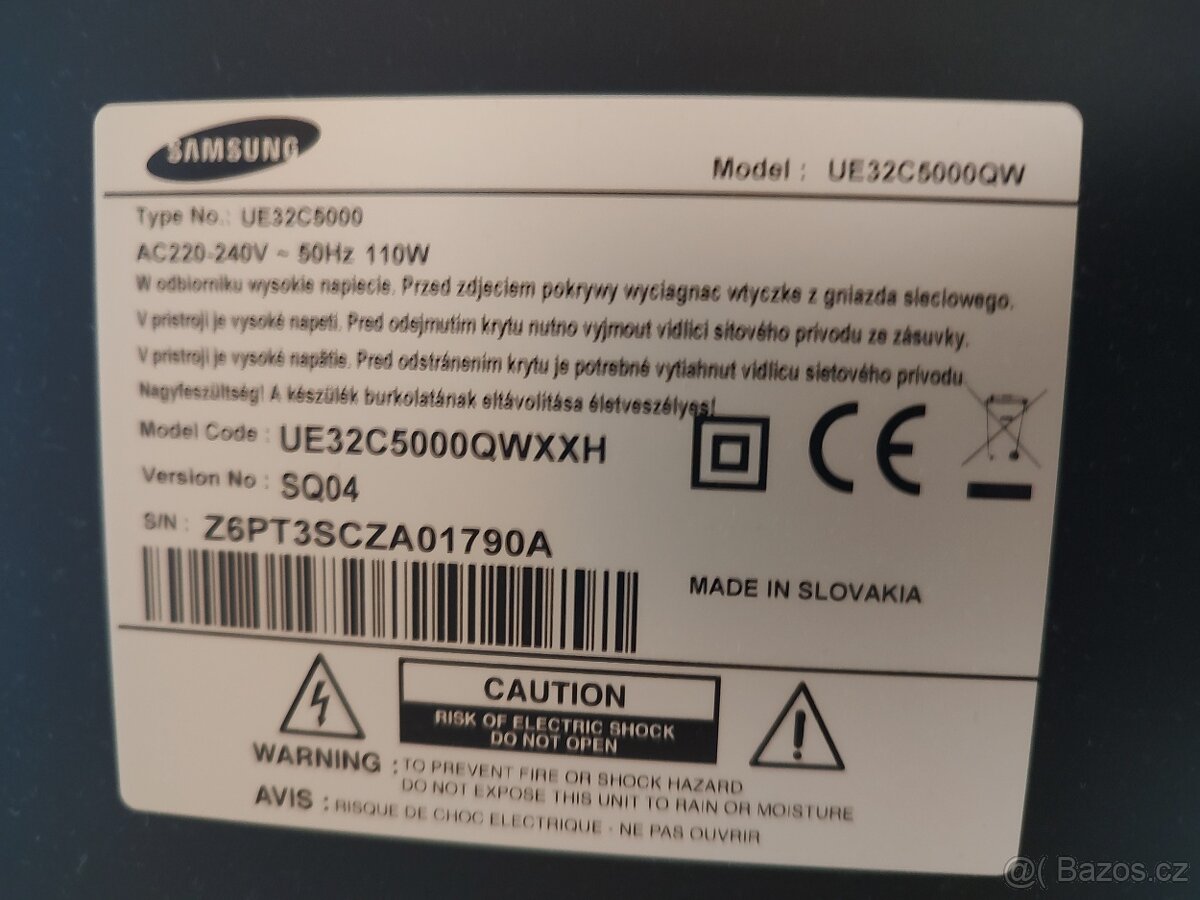 SAMSUNG
Model : UE32C5000QW
Type No.: UE32C5000
AC220-240V ~ 50Hz 110W
W odbiorniku wysokie napiecie. Przed zdjeciem pokrywy wyciagnac wtyczke z gniazda sieciowego.
V pristroji je vysoké napeti. Pred odejmutim krytu nutno vyjmout vidlici sitového privodu ze zásuvky.
V pristroji je vysoké napätie. Pred odstránením krytu je potrebné vytiahnut vidlicu sietového privodu
Nagyfeszültség! A készülék burkolatának eltávolítása életveszélyes!
Model Code : UE32C5000QWXXH
Version No : SQ04
S/N : Z6PT3SCZA01790A
CE
MADE IN SLOVAKIA
CAUTION
RISK OF ELECTRIC SHOCK
DO NOT OPEN
WARNING : TO PREVENT FIRE OR SHOCK HAZARD
DO NOT EXPOSE THIS UNIT TO RAIN OR MOISTURE
AVIS : RISQUE DE CHOC ELECTRIQUE - NE PAS OUVRIR
@( Bazos.cz